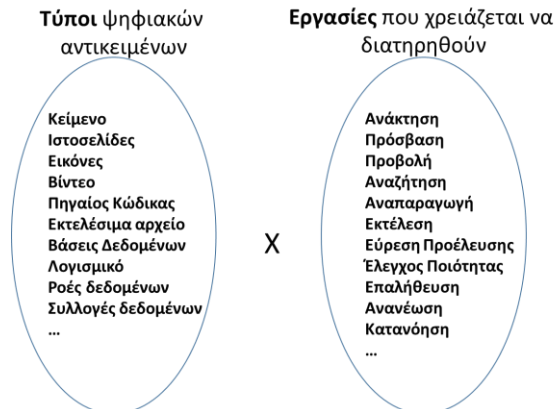 Τύποι ψηφιακών
αντικειμένων
Κείμενο
Ιστοσελίδες
Εικόνες
Βίντεο
Πηγαίος Κώδικας
Εκτελέσιμα αρχείο
Βάσεις Δεδομένων
Λογισμικό
Ροές δεδομένων
Συλλογές δεδομένων
...
X
Εργασίες που χρειάζεται να
διατηρηθούν
Ανάκτηση
Πρόσβαση
Προβολή
Αναζήτηση
Αναπαραγωγή
Εκτέλεση
Εύρεση Προέλευσης
Έλεγχος Ποιότητας
Επαλήθευση
Ανανέωση
Κατανόηση
...